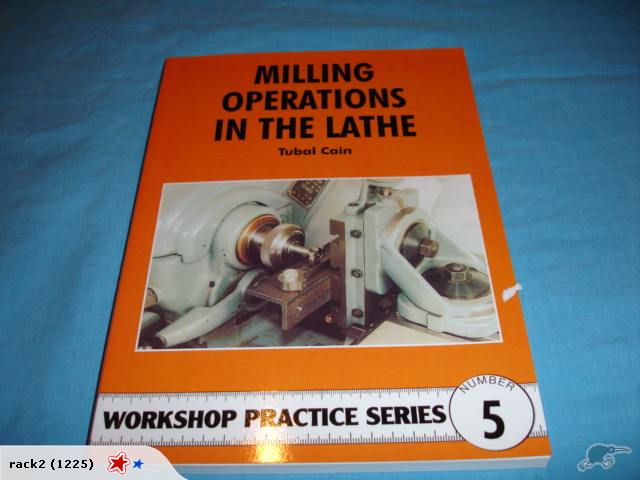 MILLING
OPERATIONS
IN THE LATHE
Tubal Cain
NUMBER
WORKSHOP PRACTICE SERIES 5
rack2 (1225)